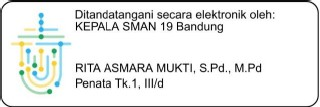 Ditandatangani secara elektronik oleh:
KEPALA SMAN 19 Bandung
RITA ASMARA MUKTI, S.Pd., M.Pd
Penata Tk.1, III/d